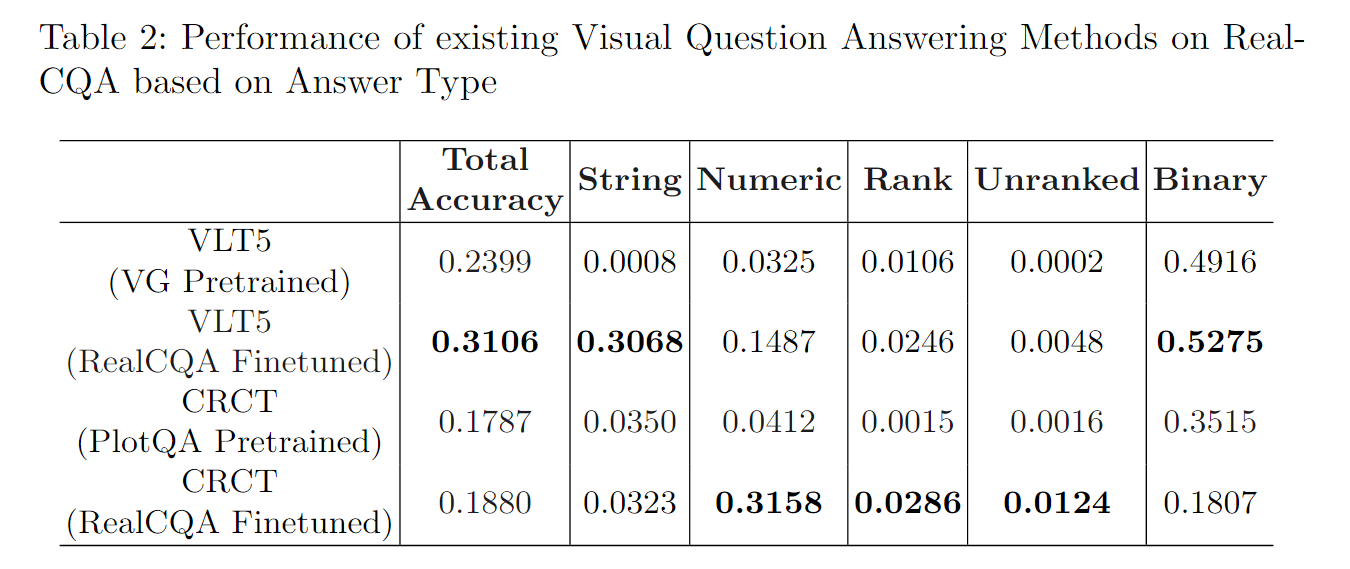 Table 2: Performance of existing Visual Question Answering Methods on Real-
CQA based on Answer Type
Total
Accuracy String Numeric Rank Unranked Binary
VLT5
(VG Pretrained) 0.2399 0.0008 0.0325 0.0106 0.0002 0.4916
VLT5
(RealCQA Finetuned) 0.3106 0.3068 0.1487 0.0246 0.0048 0.5275
CRCT
(PlotQA Pretrained) 0.1787 0.0350 0.0412 0.0015 0.0016 0.3515
CRCT
(RealCQA Finetuned) 0.1880 0.0323 0.3158 0.0286 0.0124 0.1807